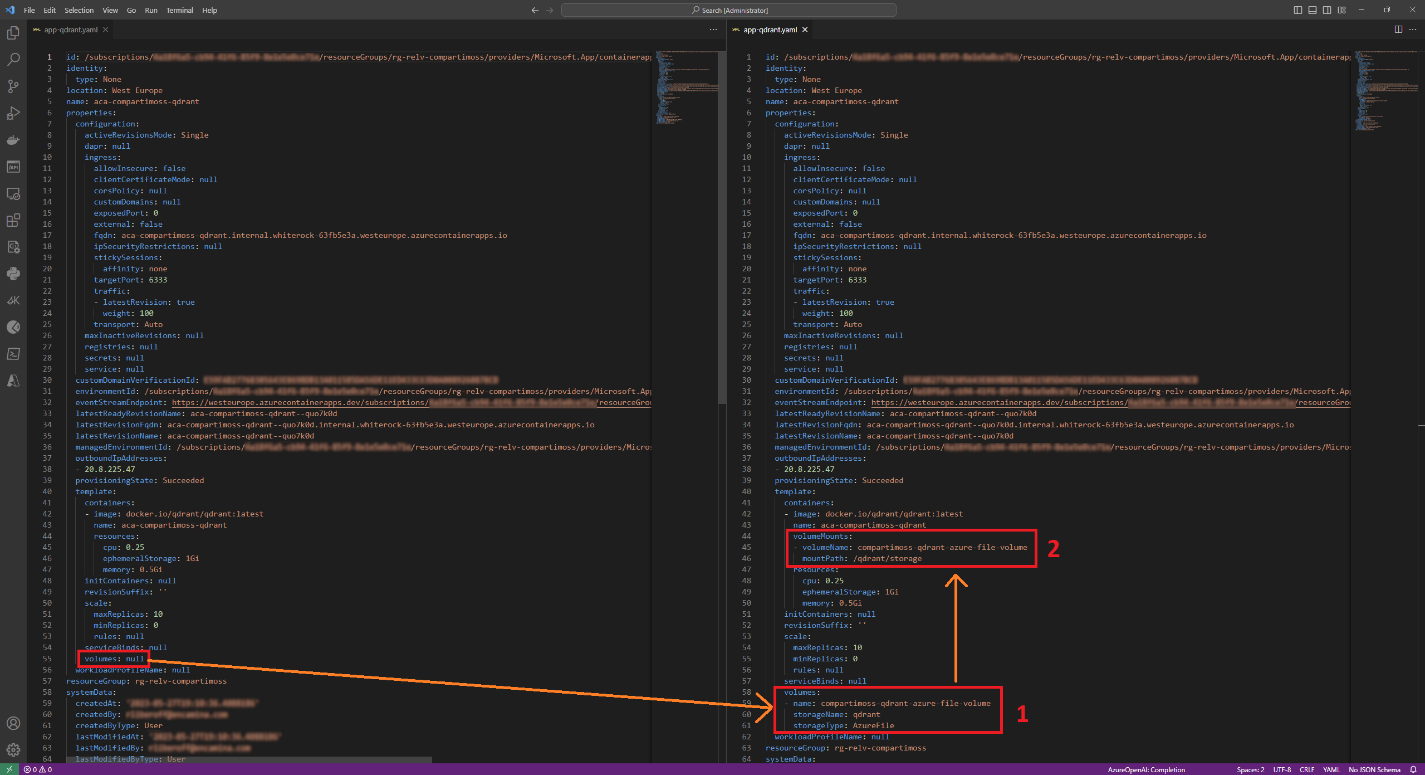 File Edit Selection View Go Run Terminal Help
Search [Administrator]
app-qdrant.yaml
1 id: /subscriptions/ /resourceGroups/rg-relv-compartimoss/providers/Microsoft.App/containerapp
2 identity:
3 type: None
4 location: West Europe
5 name: aca-compartimoss-qdrant
6 properties:
7 configuration:
8 activeRevisionsMode: Single
9 dapr: null
10 ingress:
11 allowInsecure: false
12 clientCertificateMode: null
13 corsPolicy: null
14 customDomains: null
15 exposedPort: 0
16 external: false
17 fqdn: aca-compartimoss-qdrant.internal.whiterock-63fb5e3a.westeurope.azurecontainerapps.io
18 ipSecurityRestrictions: null
19 stickySessions:
20 affinity: none
21 targetPort: 6333
22 traffic:
23 - latestRevision: true
24 weight: 100
25 transport: Auto
26 maxInactiveRevisions: null
27 registries: null
28 secrets: null
29 service: null
30 customDomainVerificationId:
31 environmentId: /subscriptions/ /resourceGroups/rg-relv-compartimoss/providers/Microsoft.Ap
32 eventStreamEndpoint: https://westeurope.azurecontainerapps.dev/subscriptions/ /resourceGro
33 latestReadyRevisionName: aca-compartimoss-qdrant--quo7k0d
34 latestRevisionFqdn: aca-compartimoss-qdrant--quo7k0d.internal.whiterock-63fb5e3a.westeurope.azurecontainerapps.io
35 latestRevisionName: aca-compartimoss-qdrant--quo7k0d
36 managedEnvironmentId: /subscriptions/ /resourceGroups/rg-relv-compartimoss/providers/Micros
37 outboundIpAddresses:
38 - 20.8.225.47
39 provisioningState: Succeeded
40 template:
41 containers:
42 - image: docker.io/qdrant/qdrant:latest
43 name: aca-compartimoss-qdrant
44 resources:
45 cpu: 0.25
46 ephemeralStorage: 1Gi
47 memory: 0.5Gi
48 initContainers: null
49 revisionSuffix: ''
50 scale:
51 maxReplicas: 10
52 minReplicas: 0
53 rules: null
54 serviceBinds: null
55 volumes: null
56 workloadProfileName: null
57 resourceGroup: rg-relv-compartimoss
58 systemData:
59 createdAt:
60 createdBy:
61 createdByType: User
62 lastModifiedAt:
63 lastModifiedBy:
64 lastModifiedByType: User
app-qdrant.yaml
1 id: /subscriptions/ /resourceGroups/rg-relv-compartimoss/providers/Microsoft.App/containerapp
2 identity:
3 type: None
4 location: West Europe
5 name: aca-compartimoss-qdrant
6 properties:
7 configuration:
8 activeRevisionsMode: Single
9 dapr: null
10 ingress:
11 allowInsecure: false
12 clientCertificateMode: null
13 corsPolicy: null
14 customDomains: null
15 exposedPort: 0
16 external: false
17 fqdn: aca-compartimoss-qdrant.internal.whiterock-63fb5e3a.westeurope.azurecontainerapps.io
18 ipSecurityRestrictions: null
19 stickySessions:
20 affinity: none
21 targetPort: 6333
22 traffic:
23 - latestRevision: true
24 weight: 100
25 transport: Auto
26 maxInactiveRevisions: null
27 registries: null
28 secrets: null
29 service: null
30 customDomainVerificationId:
31 environmentId: /subscriptions/ /resourceGroups/rg-relv-compartimoss/providers/Microsoft.Ap
32 eventStreamEndpoint: https://westeurope.azurecontainerapps.dev/subscriptions/ /resourceGro
33 latestReadyRevisionName: aca-compartimoss-qdrant--quo7k0d
34 latestRevisionFqdn: aca-compartimoss-qdrant--quo7k0d.internal.whiterock-63fb5e3a.westeurope.azurecontainerapps.io
35 latestRevisionName: aca-compartimoss-qdrant--quo7k0d
36 managedEnvironmentId: /subscriptions/ /resourceGroups/rg-relv-compartimoss/providers/Micros
37 outboundIpAddresses:
38 - 20.8.225.47
39 provisioningState: Succeeded
40 template:
41 containers:
42 - image: docker.io/qdrant/qdrant:latest
43 name: aca-compartimoss-qdrant
44 volumeMounts:
45 - volumeName: compartimoss-qdrant-azure-file-volume
46 mountPath: /qdrant/storage
47 resources:
48 cpu: 0.25
49 ephemeralStorage: 1Gi
50 memory: 0.5Gi
51 initContainers: null
52 revisionSuffix: ''
53 scale:
54 maxReplicas: 10
55 minReplicas: 0
56 rules: null
57 serviceBinds: null
58 volumes:
59 - name: compartimoss-qdrant-azure-file-volume
60 storageName: qdrant
61 storageType: AzureFile
62 workloadProfileName: null
63 resourceGroup: rg-relv-compartimoss
64 systemData:
2
1
0 0
AzureOpenAI: Completion Spaces: 2 UTF-8 CRLF YAML No JSON Schema